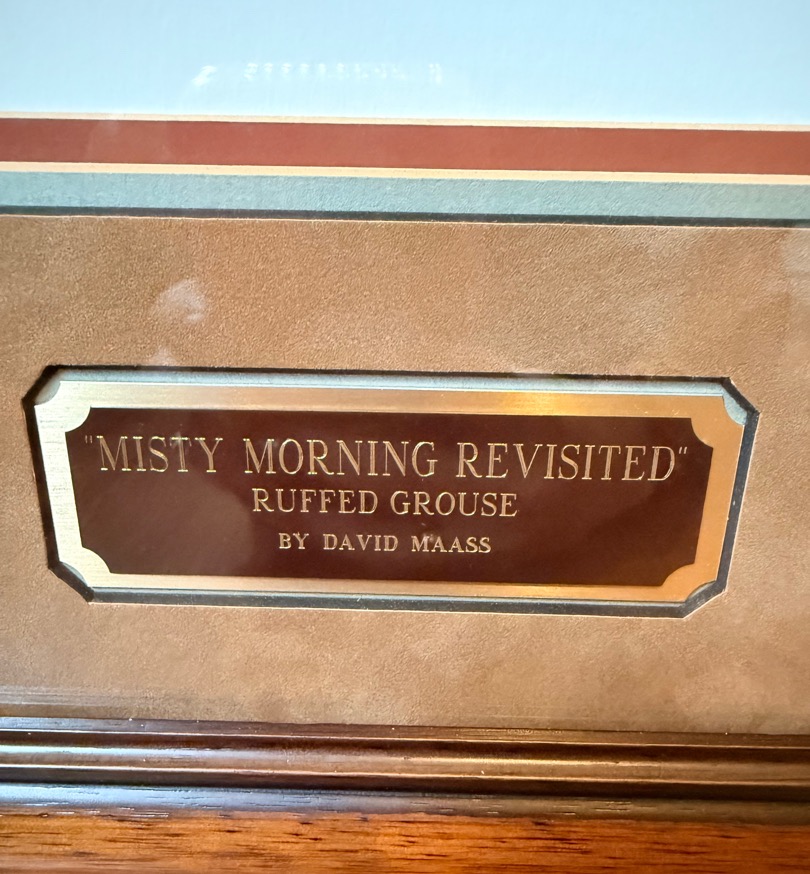 "MISTY MORNING REVISITED"
RUFFED GROUSE
BY DAVID MAASS